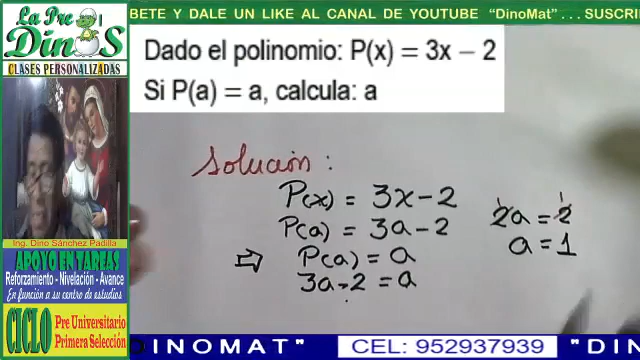 La Pre
DinoS
CLASES PERSONALIZADAS
BETE Y DALE UN LIKE AL CANAL DE YOUTUBE “DinoMat”. . . SUSCRI
Dado el polinomio: P(x) = 3x – 2
Si P(a) = a, calcula: a
Solución :
P(x) = 3x - 2
P(a) = 3a - 2
⇒ P(a) = a
3a - 2 = a
1 1
2a = 2
a = 1
Ing. Dino Sánchez Padilla
APOYO EN TAREAS
Reforzamiento - Nivelación - Avance
En función a su centro de estudios
CICLO Pre Universitario
Primera Selección
DINOMAT" CEL: 952937939 "D